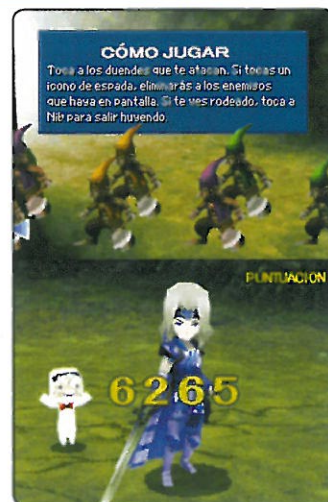 CÓMO JUGAR
Toca a los duendes que te atacan. Si tocas un
icono de espada, eliminarás a los enemigos
que haya en pantalla. Si te ves rodeado, toca a
Nib para salir huyendo.
PUNTUACION
6265